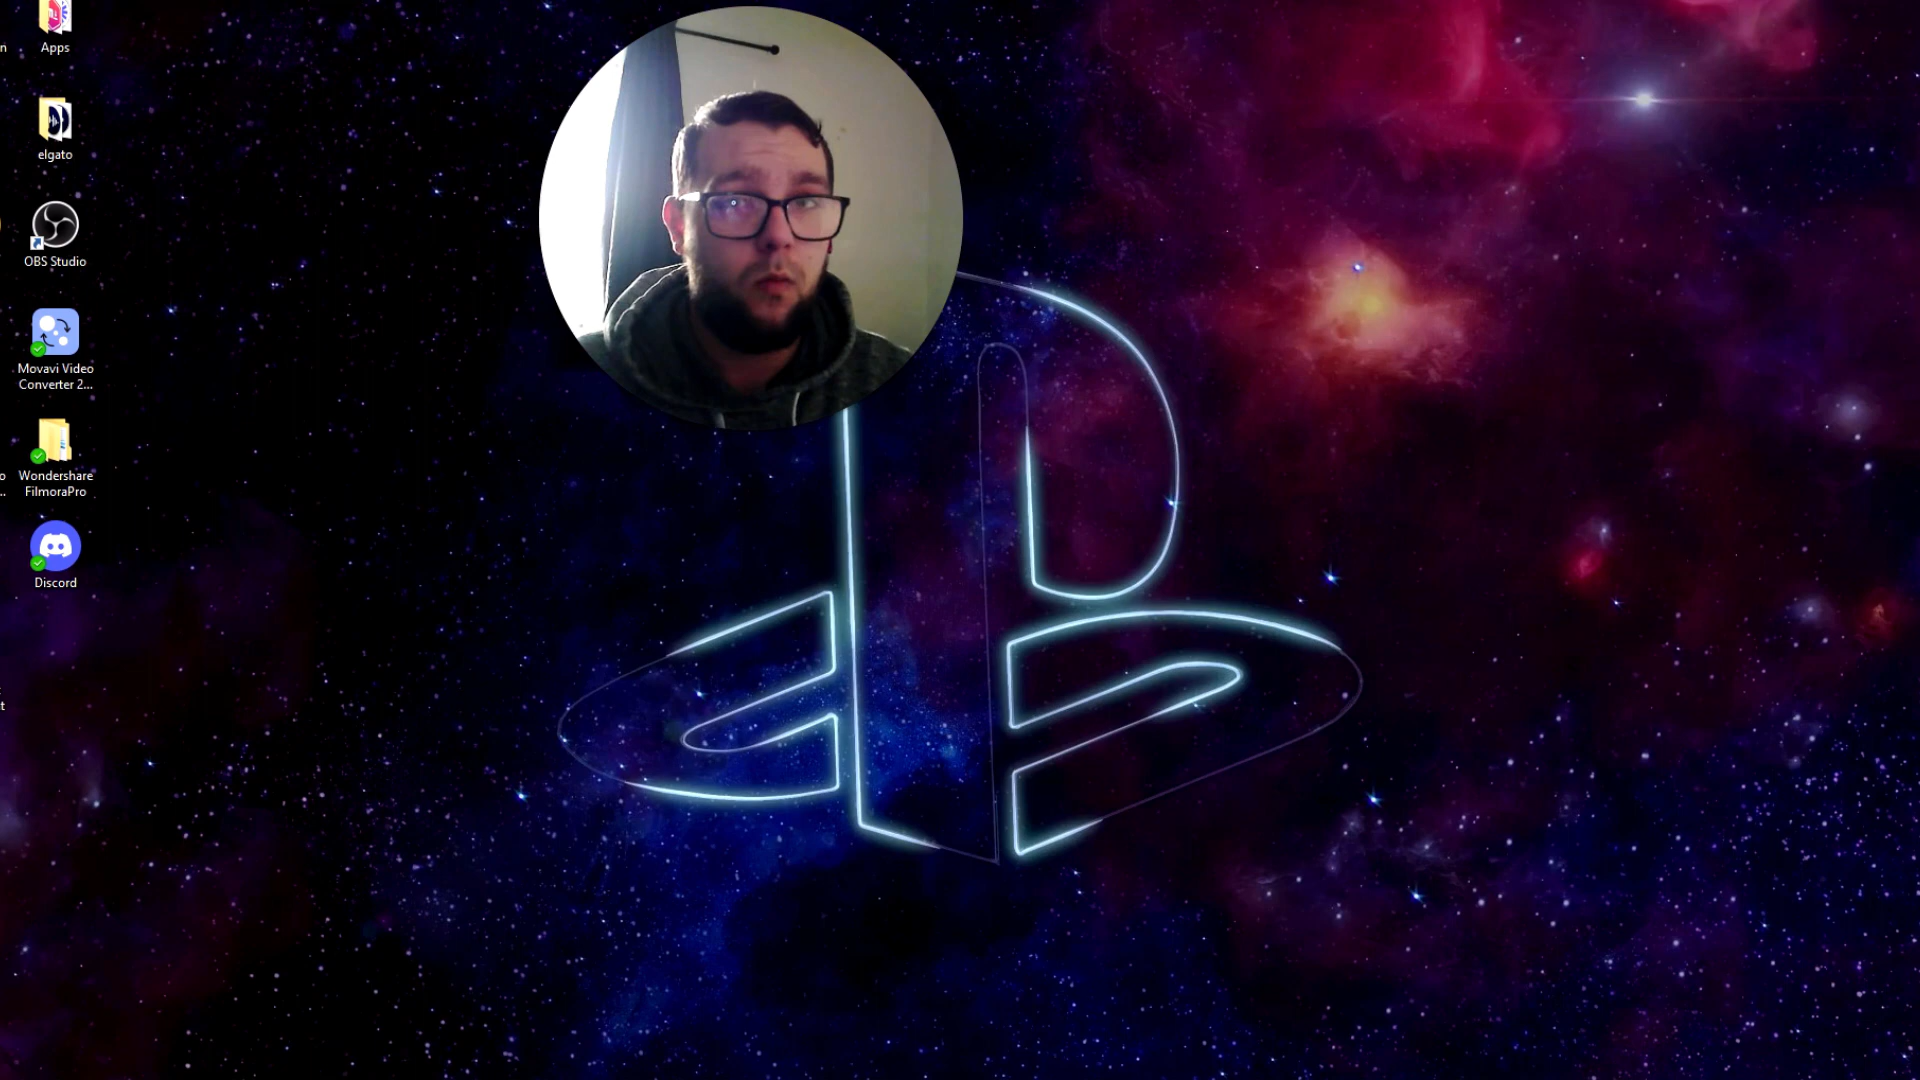 Apps
elgato
OBS Studio
Movavi Video
Converter 2...
Wondershare
FilmoraPro
Discord